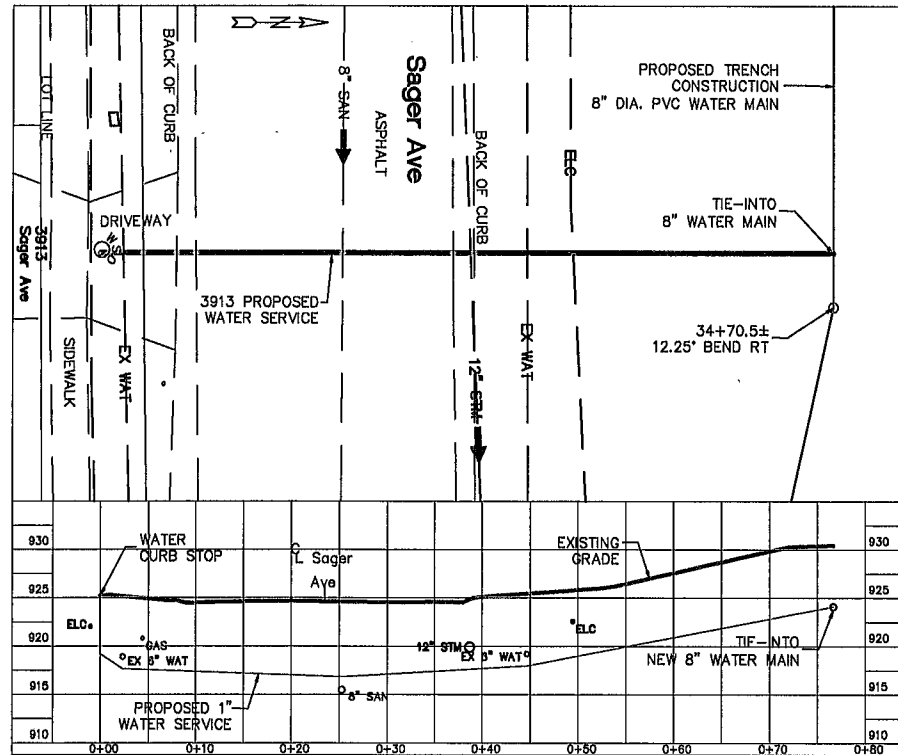 LOT LINE
BACK OF CURB
8" SAN
Sager Ave
ASPHALT
BACK OF CURB
ELC
PROPOSED TRENCH
CONSTRUCTION
8" DIA. PVC WATER MAIN
TIE-INTO
8" WATER MAIN
DRIVEWAY
WSO
3913
Sager Ave
3913 PROPOSED
WATER SERVICE
34+70.5±
12.25° BEND RT
SIDEWALK
EX WAT
12" STM
EX WAT
930
WATER
CURB STOP
℄ Sager
Ave
EXISTING
GRADE
930
925
925
ELC
GAS
EX 6" WAT
12" STM
EX 6" WAT
ELC
920
920
TIF-NTO
NEW 8" WATER MAIN
915
8" SAN
915
PROPOSED 1"
WATER SERVICE
910
910
0+00
0+10
0+20
0+30
0+40
0+50
0+60
0+70
0+80